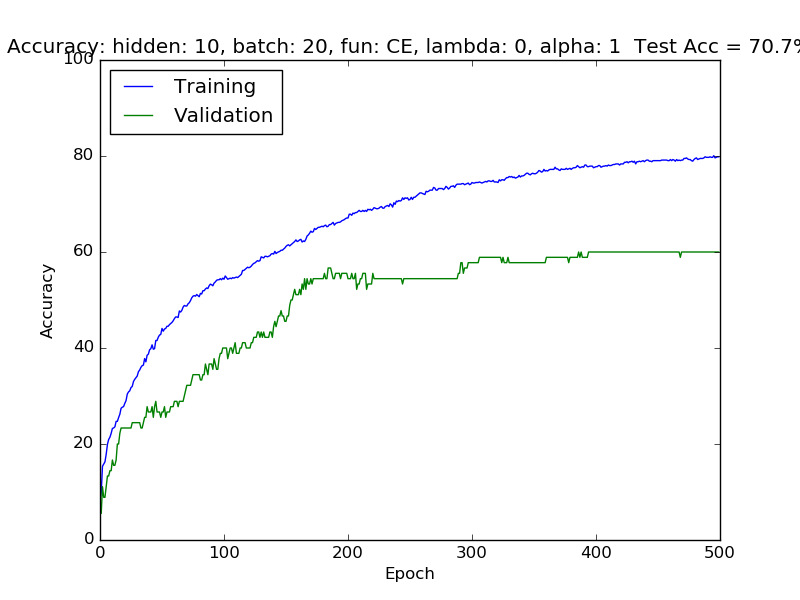 Accuracy: hidden: 10, batch: 20, fun: CE, lambda: 0, alpha: 1  Test Acc = 70.7%
100
Training
Validation
80
60
Accuracy
40
20
0
0 100 200 300 400 500
Epoch